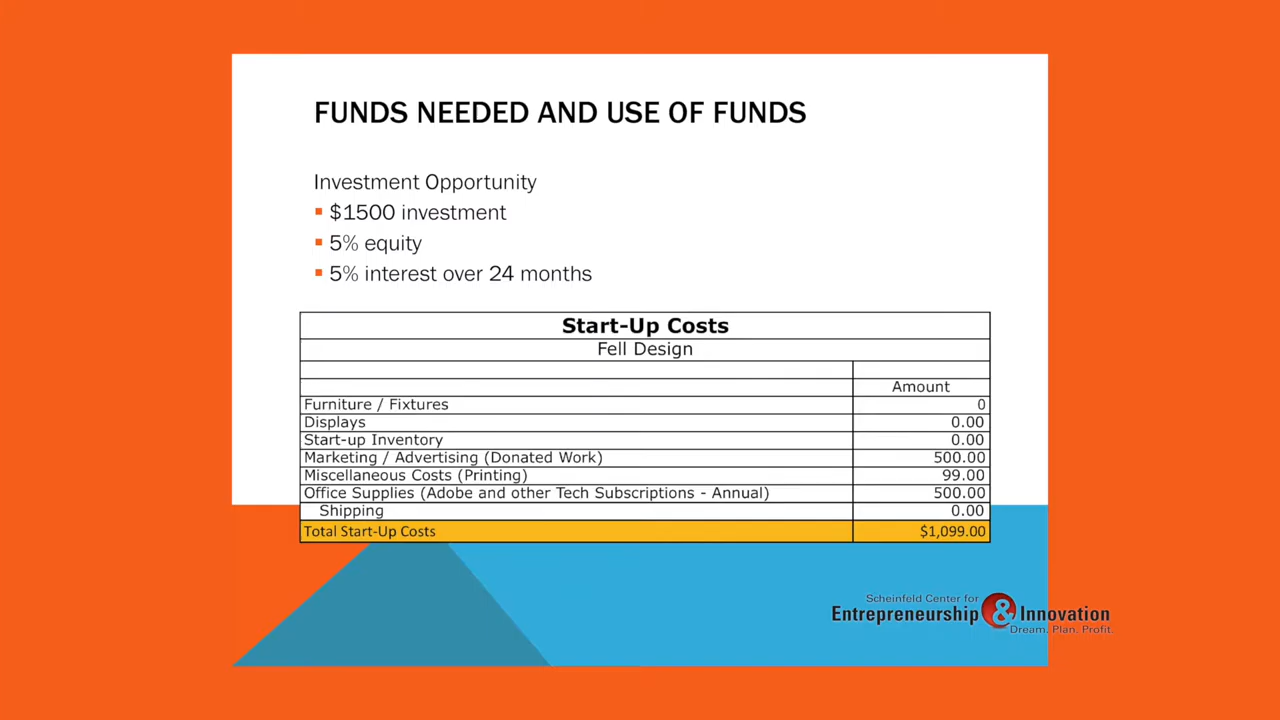 FUNDS NEEDED AND USE OF FUNDS
Investment Opportunity
$1500 investment
5% equity
5% interest over 24 months
Start-Up Costs
Fell Design
Amount
Furniture / Fixtures 0
Displays 0.00
Start-up Inventory 0.00
Marketing / Advertising (Donated Work) 500.00
Miscellaneous Costs (Printing) 99.00
Office Supplies (Adobe and other Tech Subscriptions - Annual) 500.00
Shipping 0.00
Total Start-Up Costs $1,099.00
Scheinfeld Center for
Entrepreneurship & Innovation
Dream. Plan. Profit.